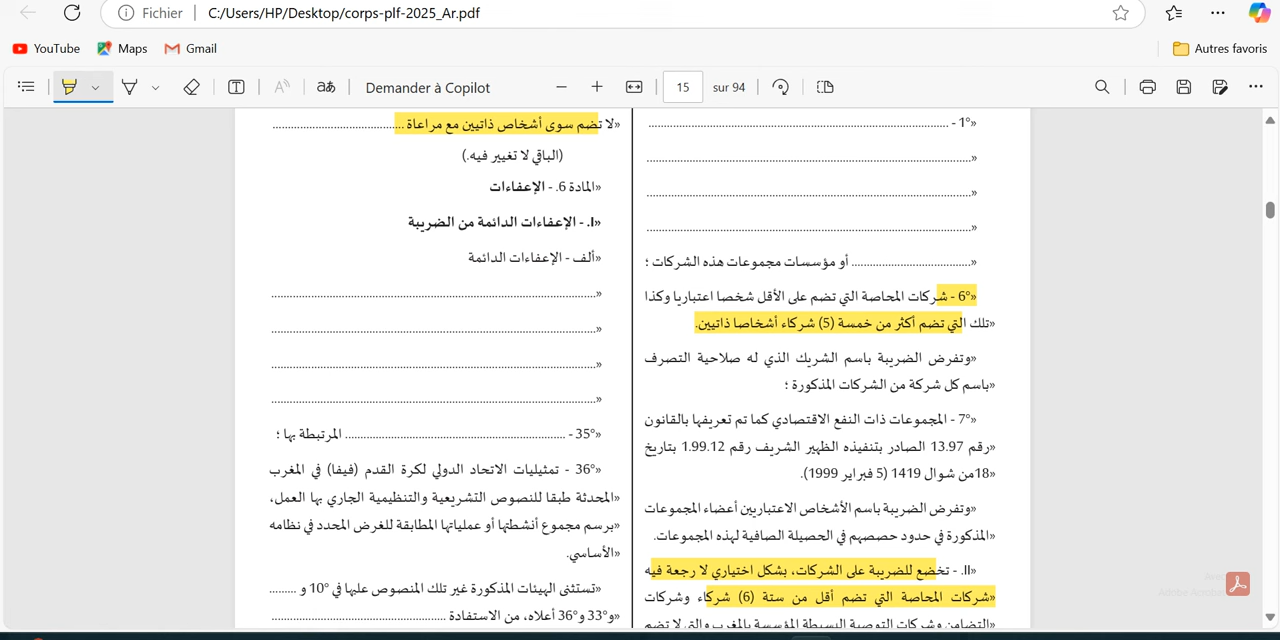 Fichier C:/Users/HP/Desktop/corps-plf-2025_Ar.pdf
YouTube Maps Gmail Autres favoris
Demander à Copilot 15 sur 94
«1° - ................................................
«................................................
«................................................
«................................................
«................................ أو مؤسسات مجموعات هذه الشركات ؛
«6° - شركات المحاصة التي تضم على الأقل شخصا اعتباريا وكذا
«تلك التي تضم أكثر من خمسة (5) شركاء أشخاصا ذاتيين.
«وتفرض الضريبة باسم الشريك الذي له صلاحية التصرف
«باسم كل شركة من الشركات المذكورة ؛
«7° - المجموعات ذات النفع الاقتصادي كما تم تعريفها بالقانون
«رقم 13.97 الصادر بتنفيذه الظهير الشريف رقم 1.99.12 بتاريخ
«18من شوال 1419 (5 فبراير 1999).
«وتفرض الضريبة باسم الأشخاص الاعتباريين أعضاء المجموعات
«المذكورة في حدود حصصهم في الحصيلة الصافية لهذه المجموعات.
«II. - تخضع للضريبة على الشركات، بشكل اختياري لا رجعة فيه
«شركات المحاصة التي تضم أقل من ستة (6) شركاء وشركات
«التضامن وشركات التوصية البسيطة المؤسسة بالمغرب والتي لا تضم
«لا تضم سوى أشخاص ذاتيين مع مراعاة ................................
(الباقي لا تغيير فيه.)
«المادة 6. - الإعفاءات
«I. - الإعفاءات الدائمة من الضريبة
«ألف - الإعفاءات الدائمة
«................................................
«................................................
«................................................
«................................................
«35° - ................................ المرتبطة بها ؛
«36° - تمثيليات الاتحاد الدولي لكرة القدم (فيفا) في المغرب
«المحدثة طبقا للنصوص التشريعية والتنظيمية الجاري بها العمل،
«برسم مجموع أنشطتها أو عملياتها المطابقة للغرض المحدد في نظامه
«الأساسي.
«تستثنى الهيئات المذكورة غير تلك المنصوص عليها في 10° و .........
«و33° و36° أعلاه، من الاستفادة ................................